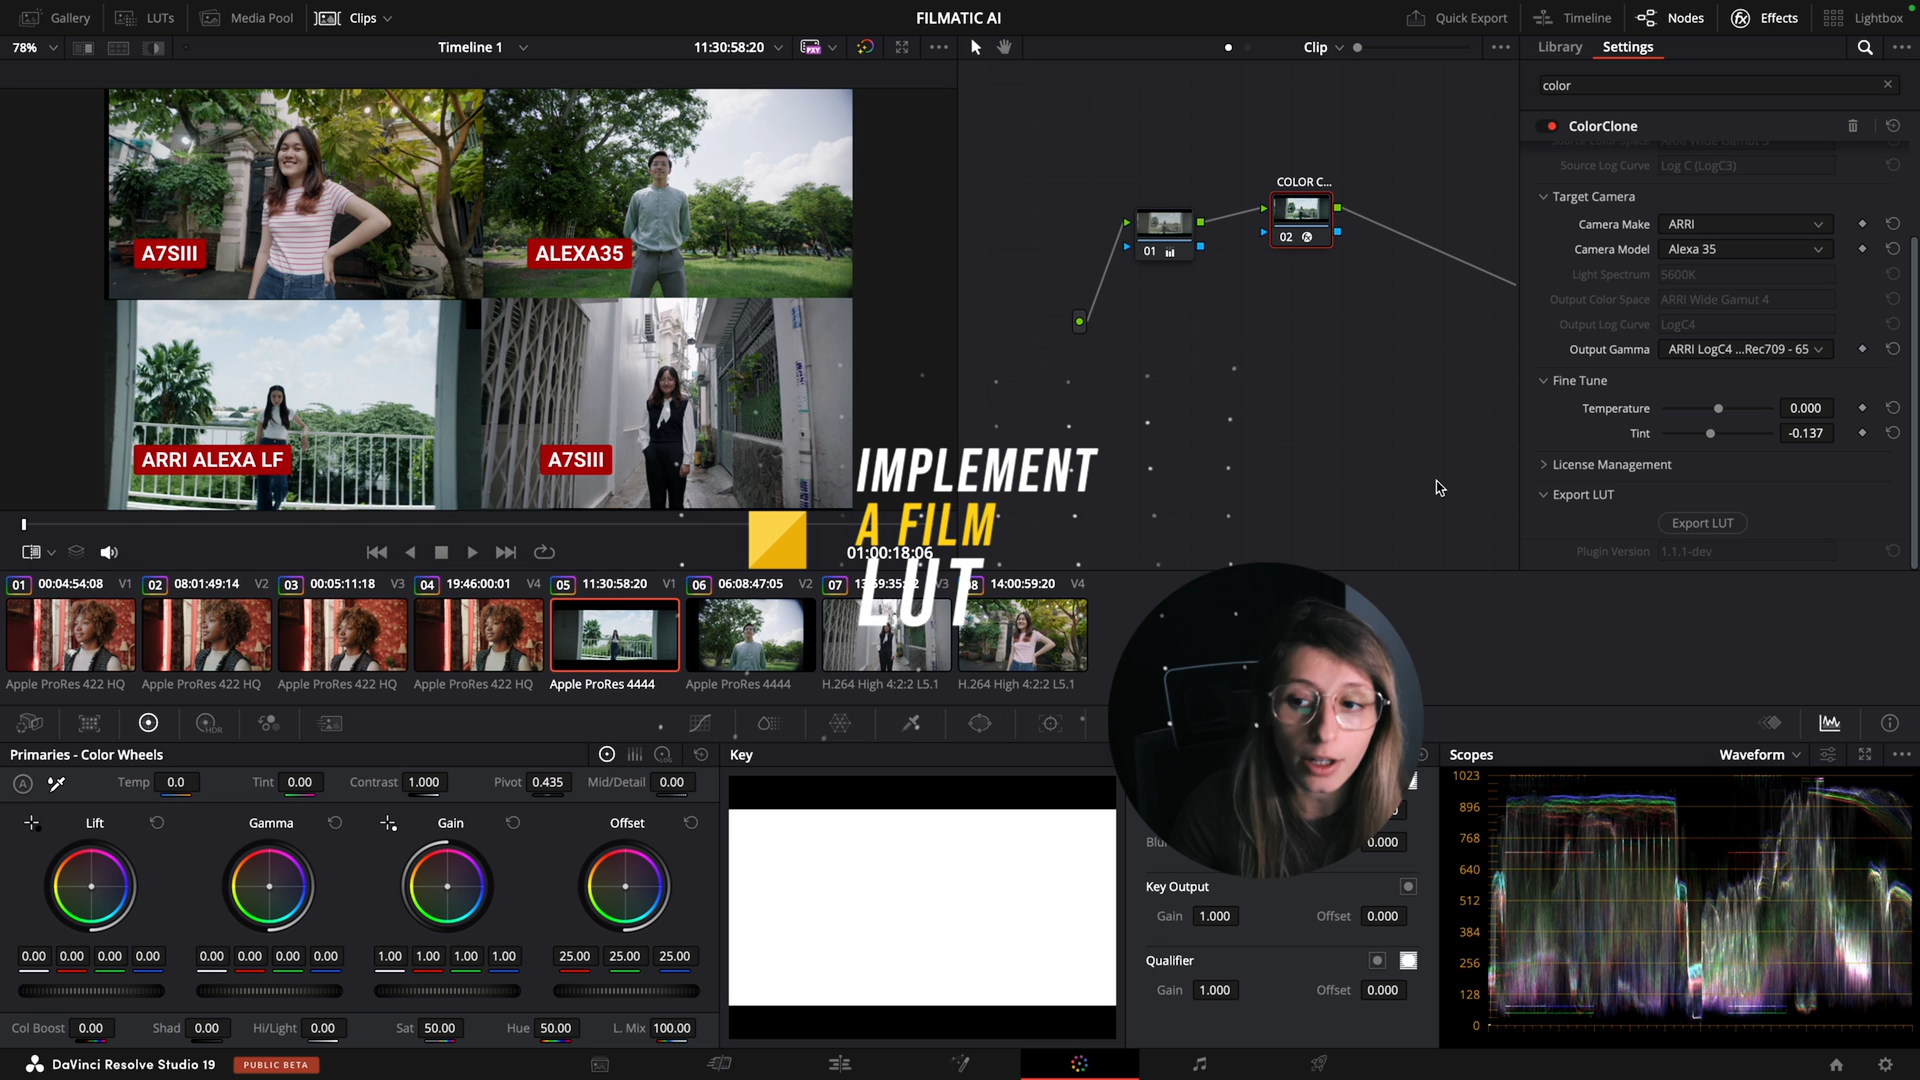 Gallery LUTs Media Pool Clips FILMATIC AI Quick Export Timeline Nodes Effects Lightbox
78% Timeline 1 11:30:58:20 PXY Clip Library Settings
color
ColorClone
Source Log Curve Log C (LogC3)
Target Camera
Camera Make ARRI
Camera Model Alexa 35
Light Spectrum 5600K
Output Color Space ARRI Wide Gamut 4
Output Log Curve LogC4
Output Gamma ARRI LogC4 ...Rec709 - 65
Fine Tune
Temperature 0.000
Tint -0.137
License Management
Export LUT
Export LUT
Plugin Version 1.1.1-dev
COLOR C...
01
02
A7SIII
ALEXA35
ARRI ALEXA LF
A7SIII
IMPLEMENT
A FILM
LUT
01:00:18:06
01 00:04:54:08 V1 02 08:01:49:14 V2 03 00:05:11:18 V3 04 19:46:00:01 V4 05 11:30:58:20 V1 06 06:08:47:05 V2 07 V3 14:00:59:20 V4
Apple ProRes 422 HQ Apple ProRes 422 HQ Apple ProRes 422 HQ Apple ProRes 422 HQ Apple ProRes 4444 Apple ProRes 4444 H.264 High 4:2:2 L5.1 H.264 High 4:2:2 L5.1
HDR
Primaries - Color Wheels LOG
A Temp 0.0 Tint 0.00 Contrast 1.000 Pivot 0.435 Mid/Detail 0.00
Lift Gamma Gain Offset
0.00 0.00 0.00 0.00 0.00 0.00 0.00 0.00 1.00 1.00 1.00 1.00 25.00 25.00 25.00
Col Boost 0.00 Shad 0.00 Hi/Light 0.00 Sat 50.00 Hue 50.00 L. Mix 100.00
Key
0.000
Key Output
Gain 1.000 Offset 0.000
Qualifier
Gain 1.000 Offset 0.000
Scopes Waveform
1023
896
768
640
512
384
256
128
0
DaVinci Resolve Studio 19 PUBLIC BETA